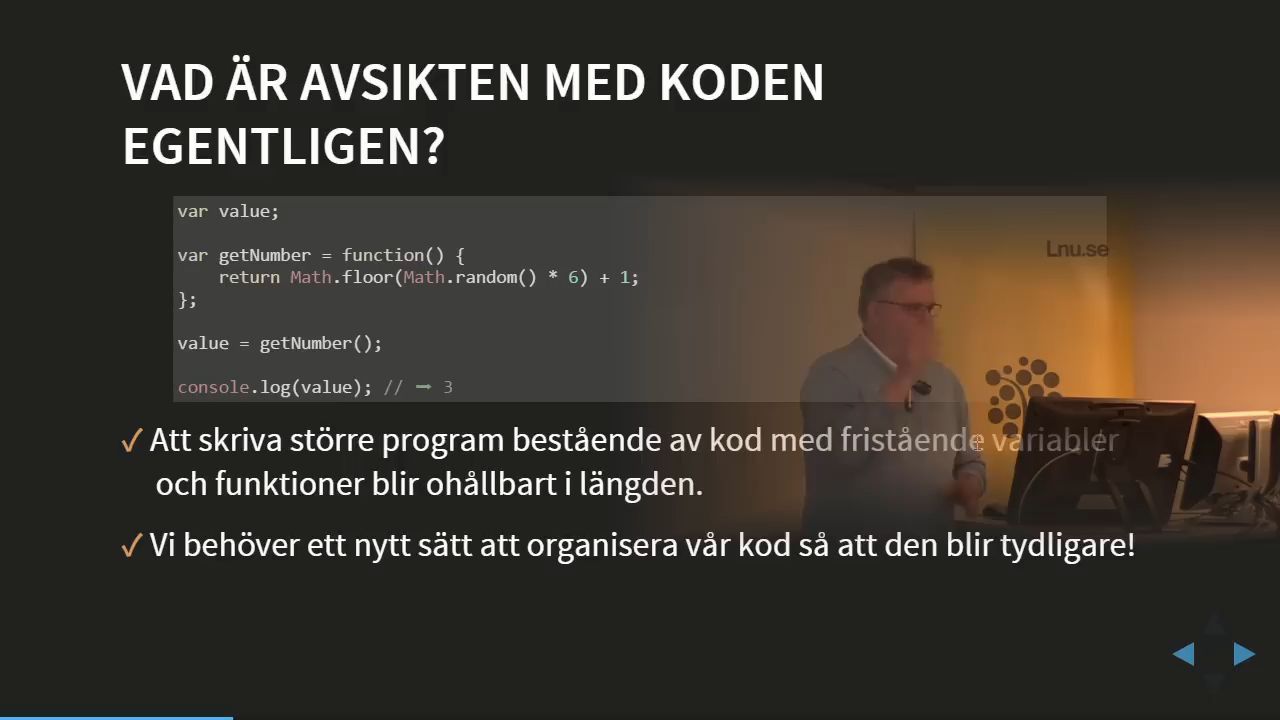 VAD ÄR AVSIKTEN MED KODEN
EGENTLIGEN?
var value;
var getNumber = function() {
return Math.floor(Math.random() * 6) + 1;
};
value = getNumber();
console.log(value); // ➡ 3
Lnu.se
✓ Att skriva större program bestående av kod med fristående variabler
och funktioner blir ohållbart i längden.
✓ Vi behöver ett nytt sätt att organisera vår kod så att den blir tydligare!